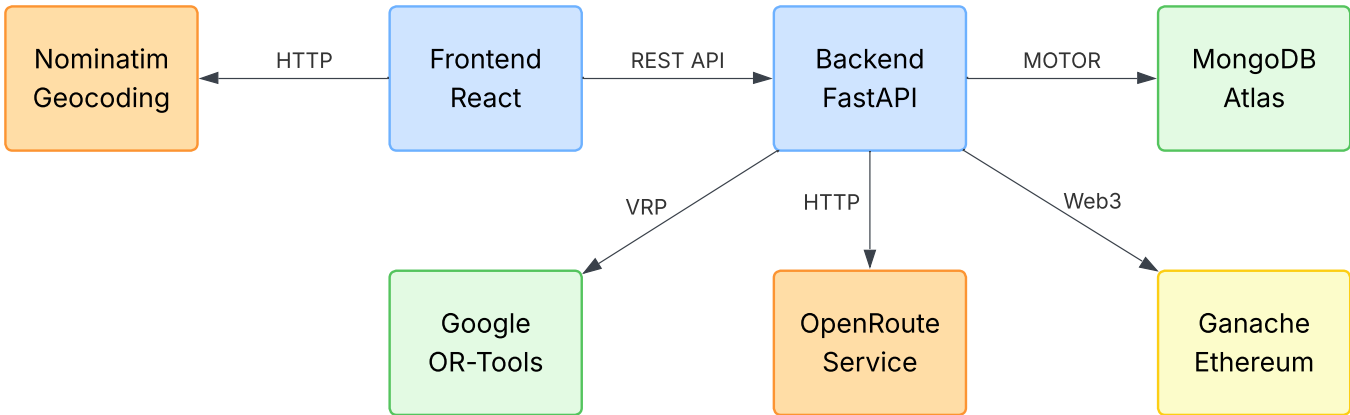 Nominatim
Geocoding
HTTP
Frontend
React
REST API
Backend
FastAPI
MOTOR
MongoDB
Atlas
VRP
HTTP
Web3
Google
OR-Tools
OpenRoute
Service
Ganache
Ethereum